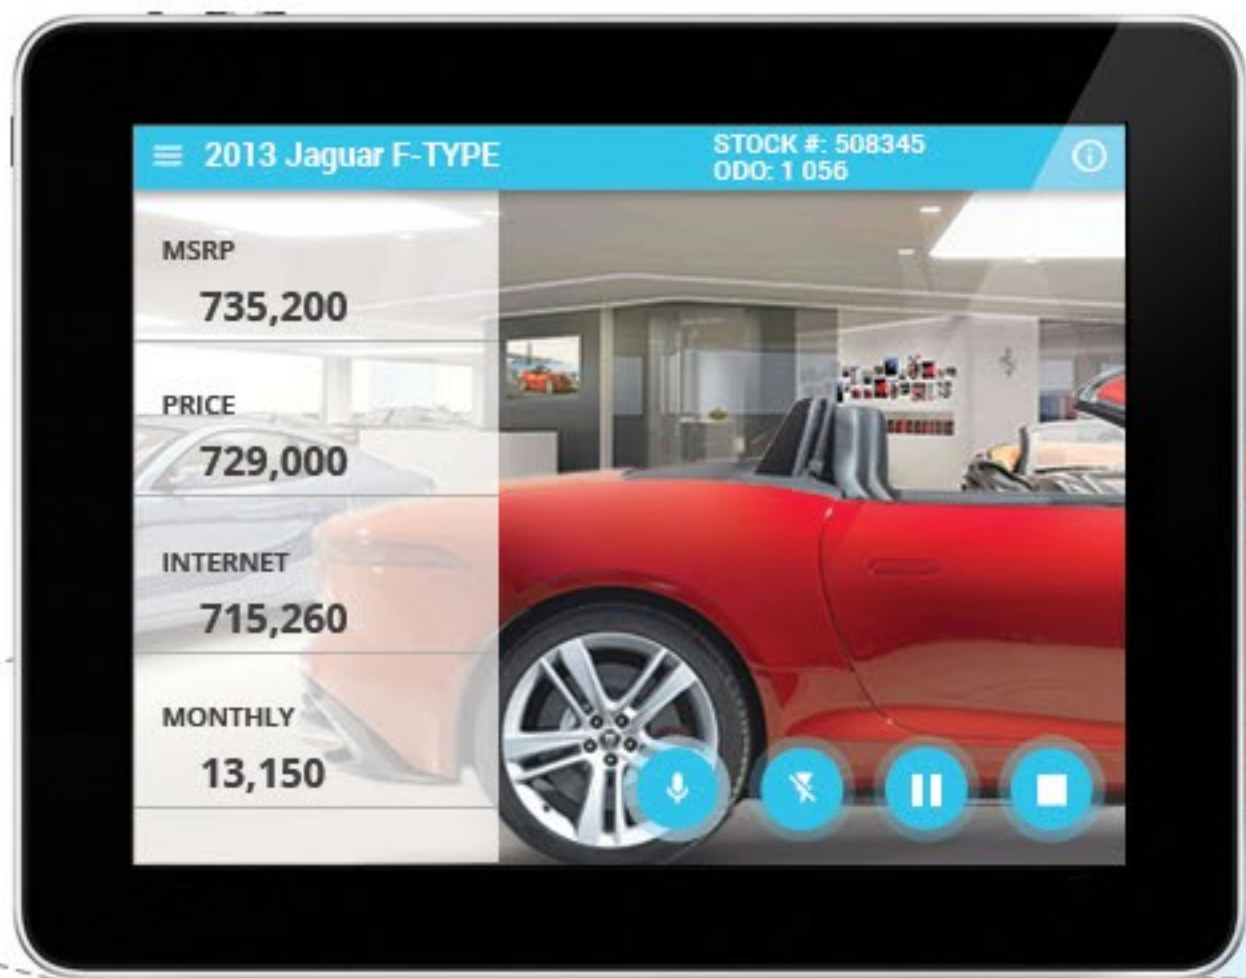 2013 Jaguar F-TYPE
STOCK #: 508345
ODO: 1 056
MSRP
735,200
PRICE
729,000
INTERNET
715,260
MONTHLY
13,150